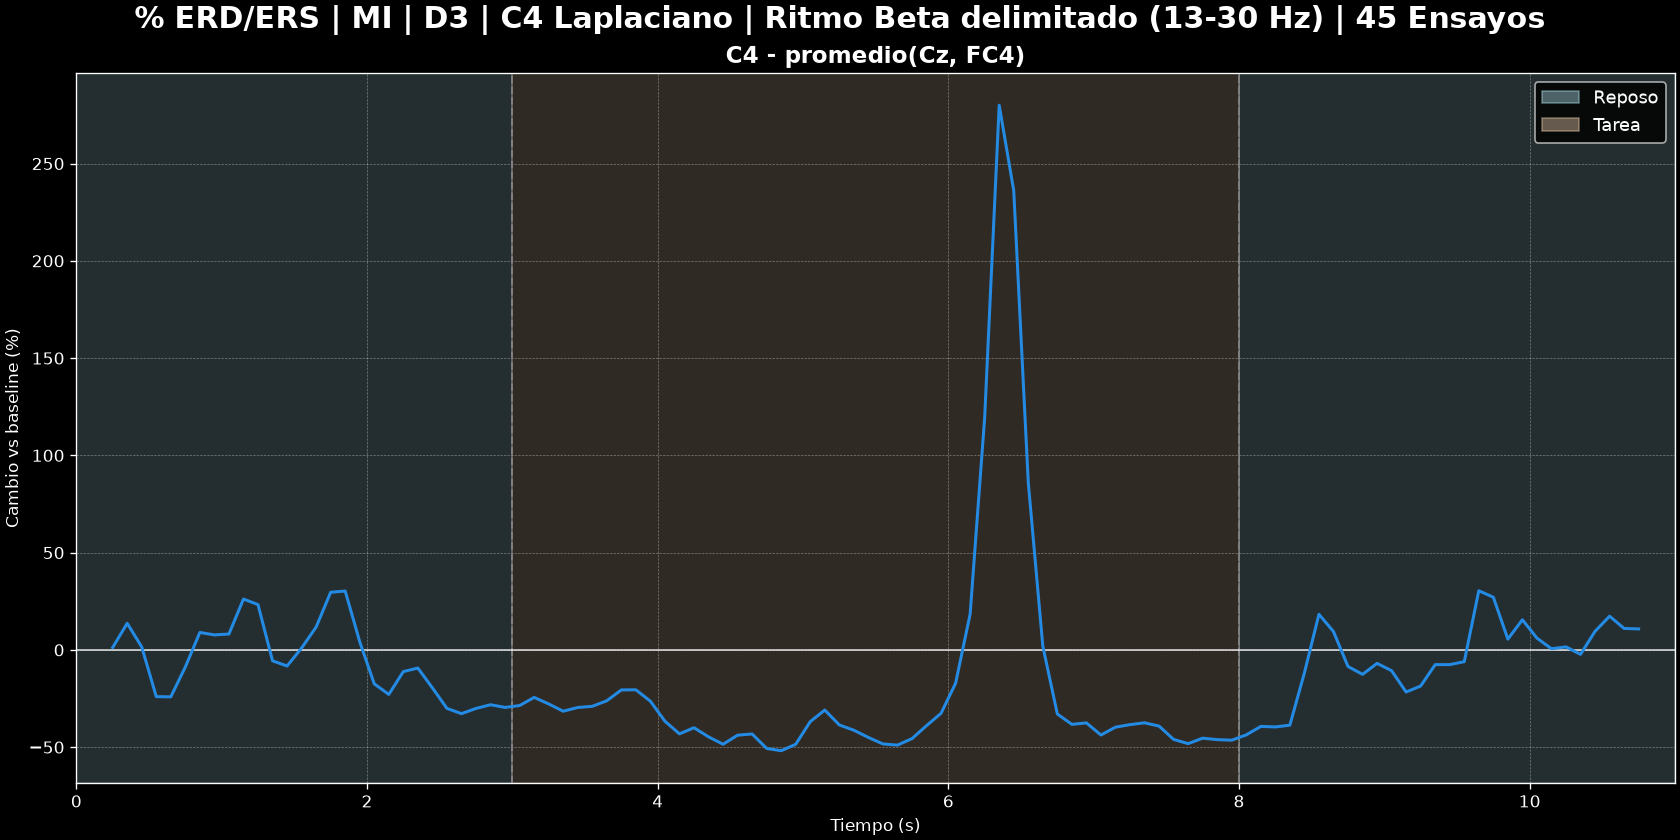 % ERD/ERS | MI | D3 | C4 Laplaciano | Ritmo Beta delimitado (13-30 Hz) | 45 Ensayos
C4 - promedio(Cz, FC4)
Reposo
Tarea
Cambio vs baseline (%)
250
200
150
100
50
0
−50
0 2 4 6 8 10
Tiempo (s)